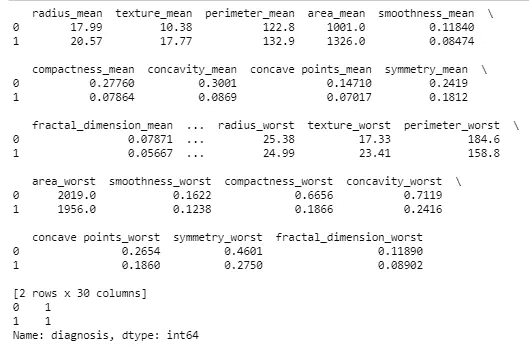 radius_mean texture_mean perimeter_mean area_mean smoothness_mean \
0 17.99 10.38 122.8 1001.0 0.11840
1 20.57 17.77 132.9 1326.0 0.08474
compactness_mean concavity_mean concave points_mean symmetry_mean \
0 0.27760 0.3001 0.14710 0.2419
1 0.07864 0.0869 0.07017 0.1812
fractal_dimension_mean ... radius_worst texture_worst perimeter_worst \
0 0.07871 ... 25.38 17.33 184.6
1 0.05667 ... 24.99 23.41 158.8
area_worst smoothness_worst compactness_worst concavity_worst \
0 2019.0 0.1622 0.6656 0.7119
1 1956.0 0.1238 0.1866 0.2416
concave points_worst symmetry_worst fractal_dimension_worst
0 0.2654 0.4601 0.11890
1 0.1860 0.2750 0.08902
[2 rows x 30 columns]
0 1
1 1
Name: diagnosis, dtype: int64